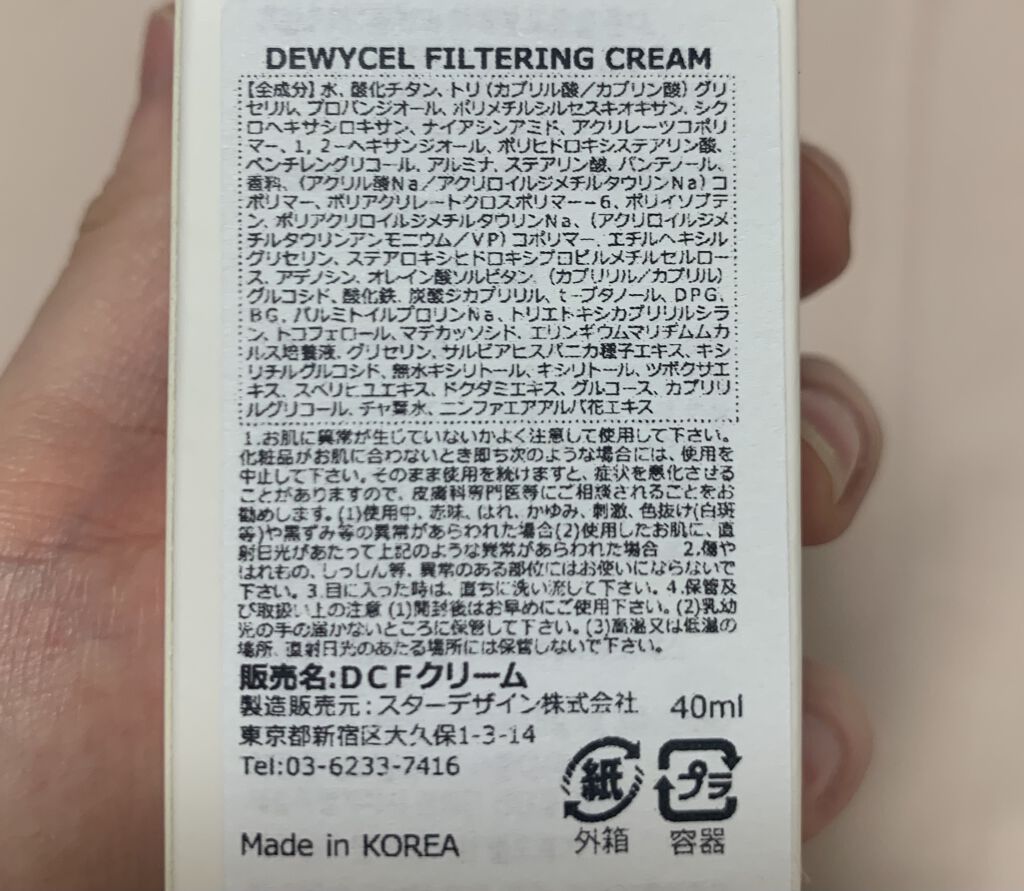 DEWYCEL FILTERING CREAM
【全成分】水、酸化チタン、トリ(カプリル酸/カプリン酸)グリ
セリル、プロパンジオール、ポリメチルシルセスキオキサン、シク
ロヘキサシロキサン、ナイアシンアミド、アクリレーツコポリ
マー、1,2-ヘキサンジオール、ポリヒドロキシステアリン酸、
ペンチレングリコール、アルミナ、ステアリン酸、パンテノール、
香料、(アクリル酸Na/アクリロイルジメチルタウリンNa)コ
ポリマー、ポリアクリレートクロスポリマー-6、ポリイソブテ
ン、ポリアクリロイルジメチルタウリンNa、(アクリロイルジメ
チルタウリンアンモニウム/VP)コポリマー、エチルヘキシル
グリセリン、ステアロキシヒドロキシプロピルメチルセルロー
ス、アデノシン、オレイン酸ソルビタン、(カプリリル/カプリル)
グルコシド、酸化鉄、炭酸ジカプリリル、t-ブタノール、DPG、
BG、パルミトイルプロリンNa、トリエトキシカプリリルシラ
ン、トコフェロール、マデカッソシド、エリンギウムマリチムムカ
ルス培養液、グリセリン、サルビアヒスパニカ種子エキス、キシ
リチルグルコシド、無水キシリトール、キシリトール、ツボクサエ
キス、スベリヒユエキス、ドクダミエキス、グルコース、カプリリ
ルグリコール、チャ葉水、ニンファエアアルバ花エキス
1.お肌に異常が生じていないかよく注意して使用して下さい。
化粧品がお肌に合わないとき即ち次のような場合には、使用を
中止して下さい。そのまま使用を続けますと、症状を悪化させる
ことがありますので、皮膚科専門医等にご相談されることをお
勧めします。(1)使用中、赤味、はれ、かゆみ、刺激、色抜け(白斑
等)や黒ずみ等の異常があらわれた場合(2)使用したお肌に、直
射日光があたって上記のような異常があらわれた場合 2.傷や
はれもの、しっしん等、異常のある部位にはお使いにならないで
下さい。3.目に入った時は、直ちに洗い流して下さい。4.保管及
び取扱い上の注意(1)開封後はお早めにご使用下さい。(2)乳幼
児の手の届かないところに保管して下さい。(3)高温又は低温の
場所、直射日光のあたる場所には保管しないで下さい。
販売名:DCFクリーム
製造販売元:スターデザイン株式会社 40ml
東京都新宿区大久保1-3-14
Tel:03-6233-7416
紙 プラ
Made in KOREA 外箱 容器